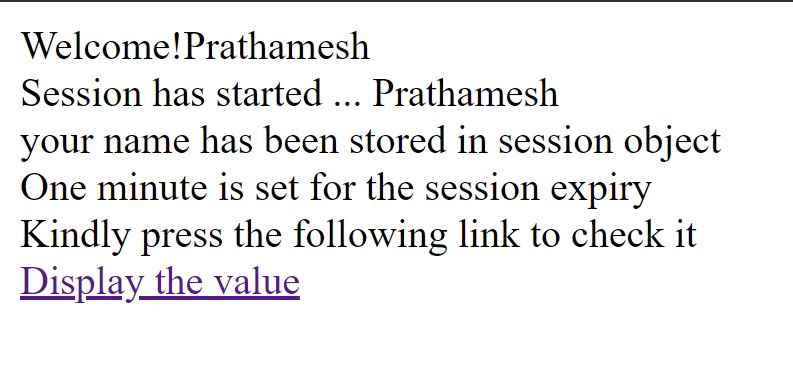 Welcome!Prathamesh
Session has started ... Prathamesh
your name has been stored in session object
One minute is set for the session expiry
Kindly press the following link to check it
Display the value